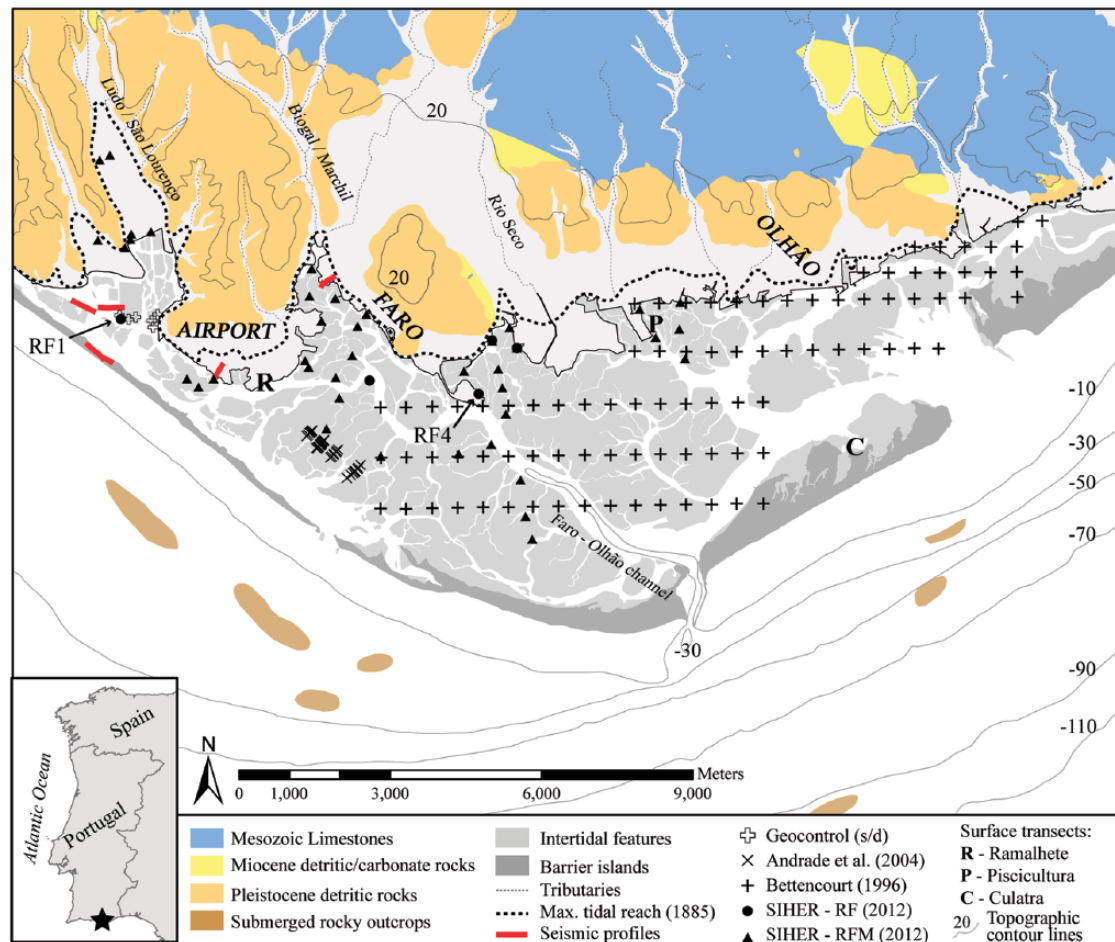 Ludo / São Lourenço
Biogal / Marchil
20
Rio Seco
OLHÃO
20
FARO
AIRPORT
P
RF1
R
RF4
C
-10
-30
-50
-70
Faro - Olhão channel
-30
-90
-110
Spain
Atlantic Ocean
Portugal
N
Meters
0 1,000 3,000 6,000 9,000
Mesozoic Limestones
Miocene detritic/carbonate rocks
Pleistocene detritic rocks
Submerged rocky outcrops
Intertidal features
Barrier islands
Tributaries
Max. tidal reach (1885)
Seismic profiles
Geocontrol (s/d)
Andrade et al. (2004)
Bettencourt (1996)
SIHER - RF (2012)
SIHER - RFM (2012)
Surface transects:
R - Ramalhete
P - Piscicultura
C - Culatra
20 Topographic
contour lines